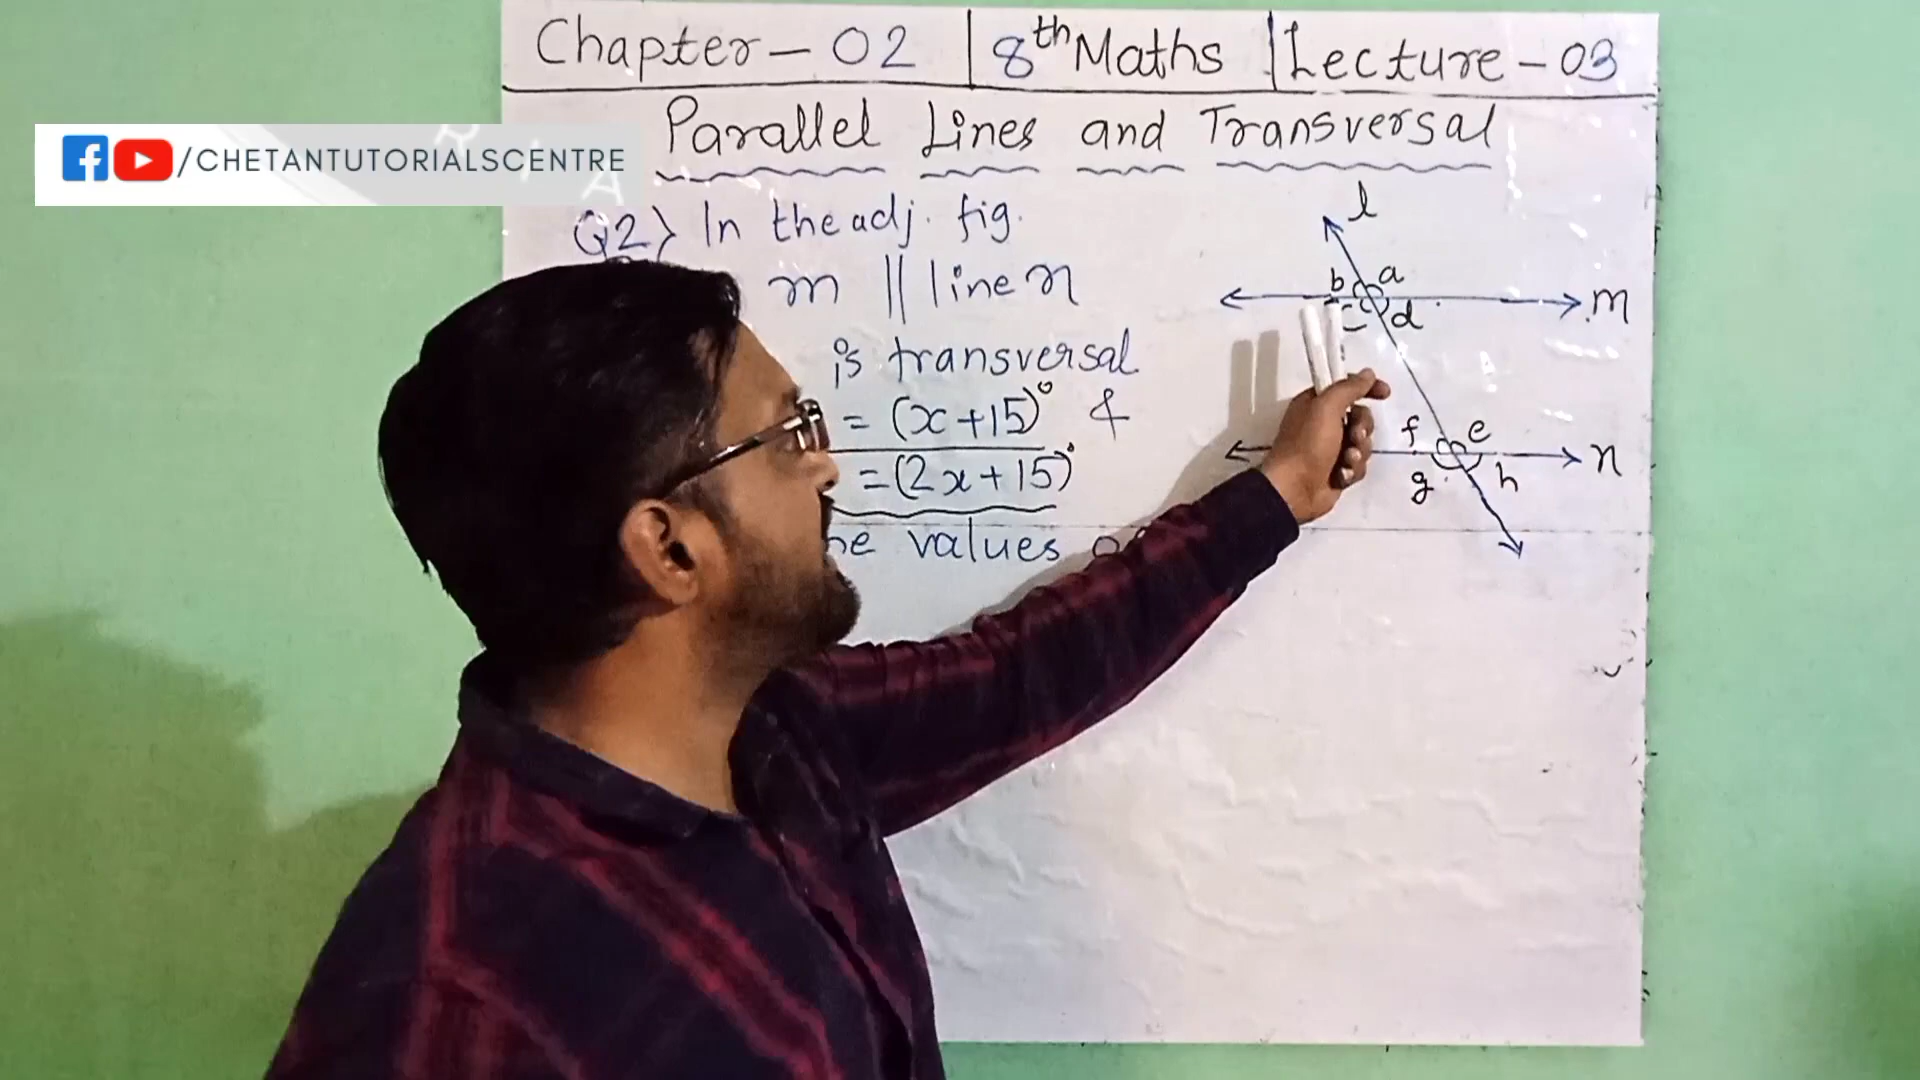 Chapter - 02 | 8th Maths | Lecture - 03
Parallel Lines and Transversal
/CHETANTUTORIALSCENTRE
Q2) In the adj. fig.
m || line n
is transversal
= (x+15)° &
= (2x+15)°
values
l
b a
m
c d
f e
n
g h